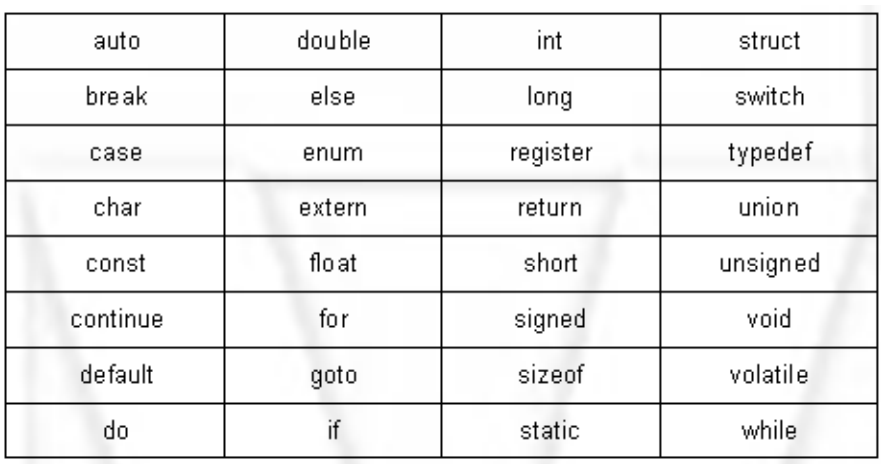 auto double int struct
break else long switch
case enum register typedef
char extern return union
const float short unsigned
continue for signed void
default goto sizeof volatile
do if static while